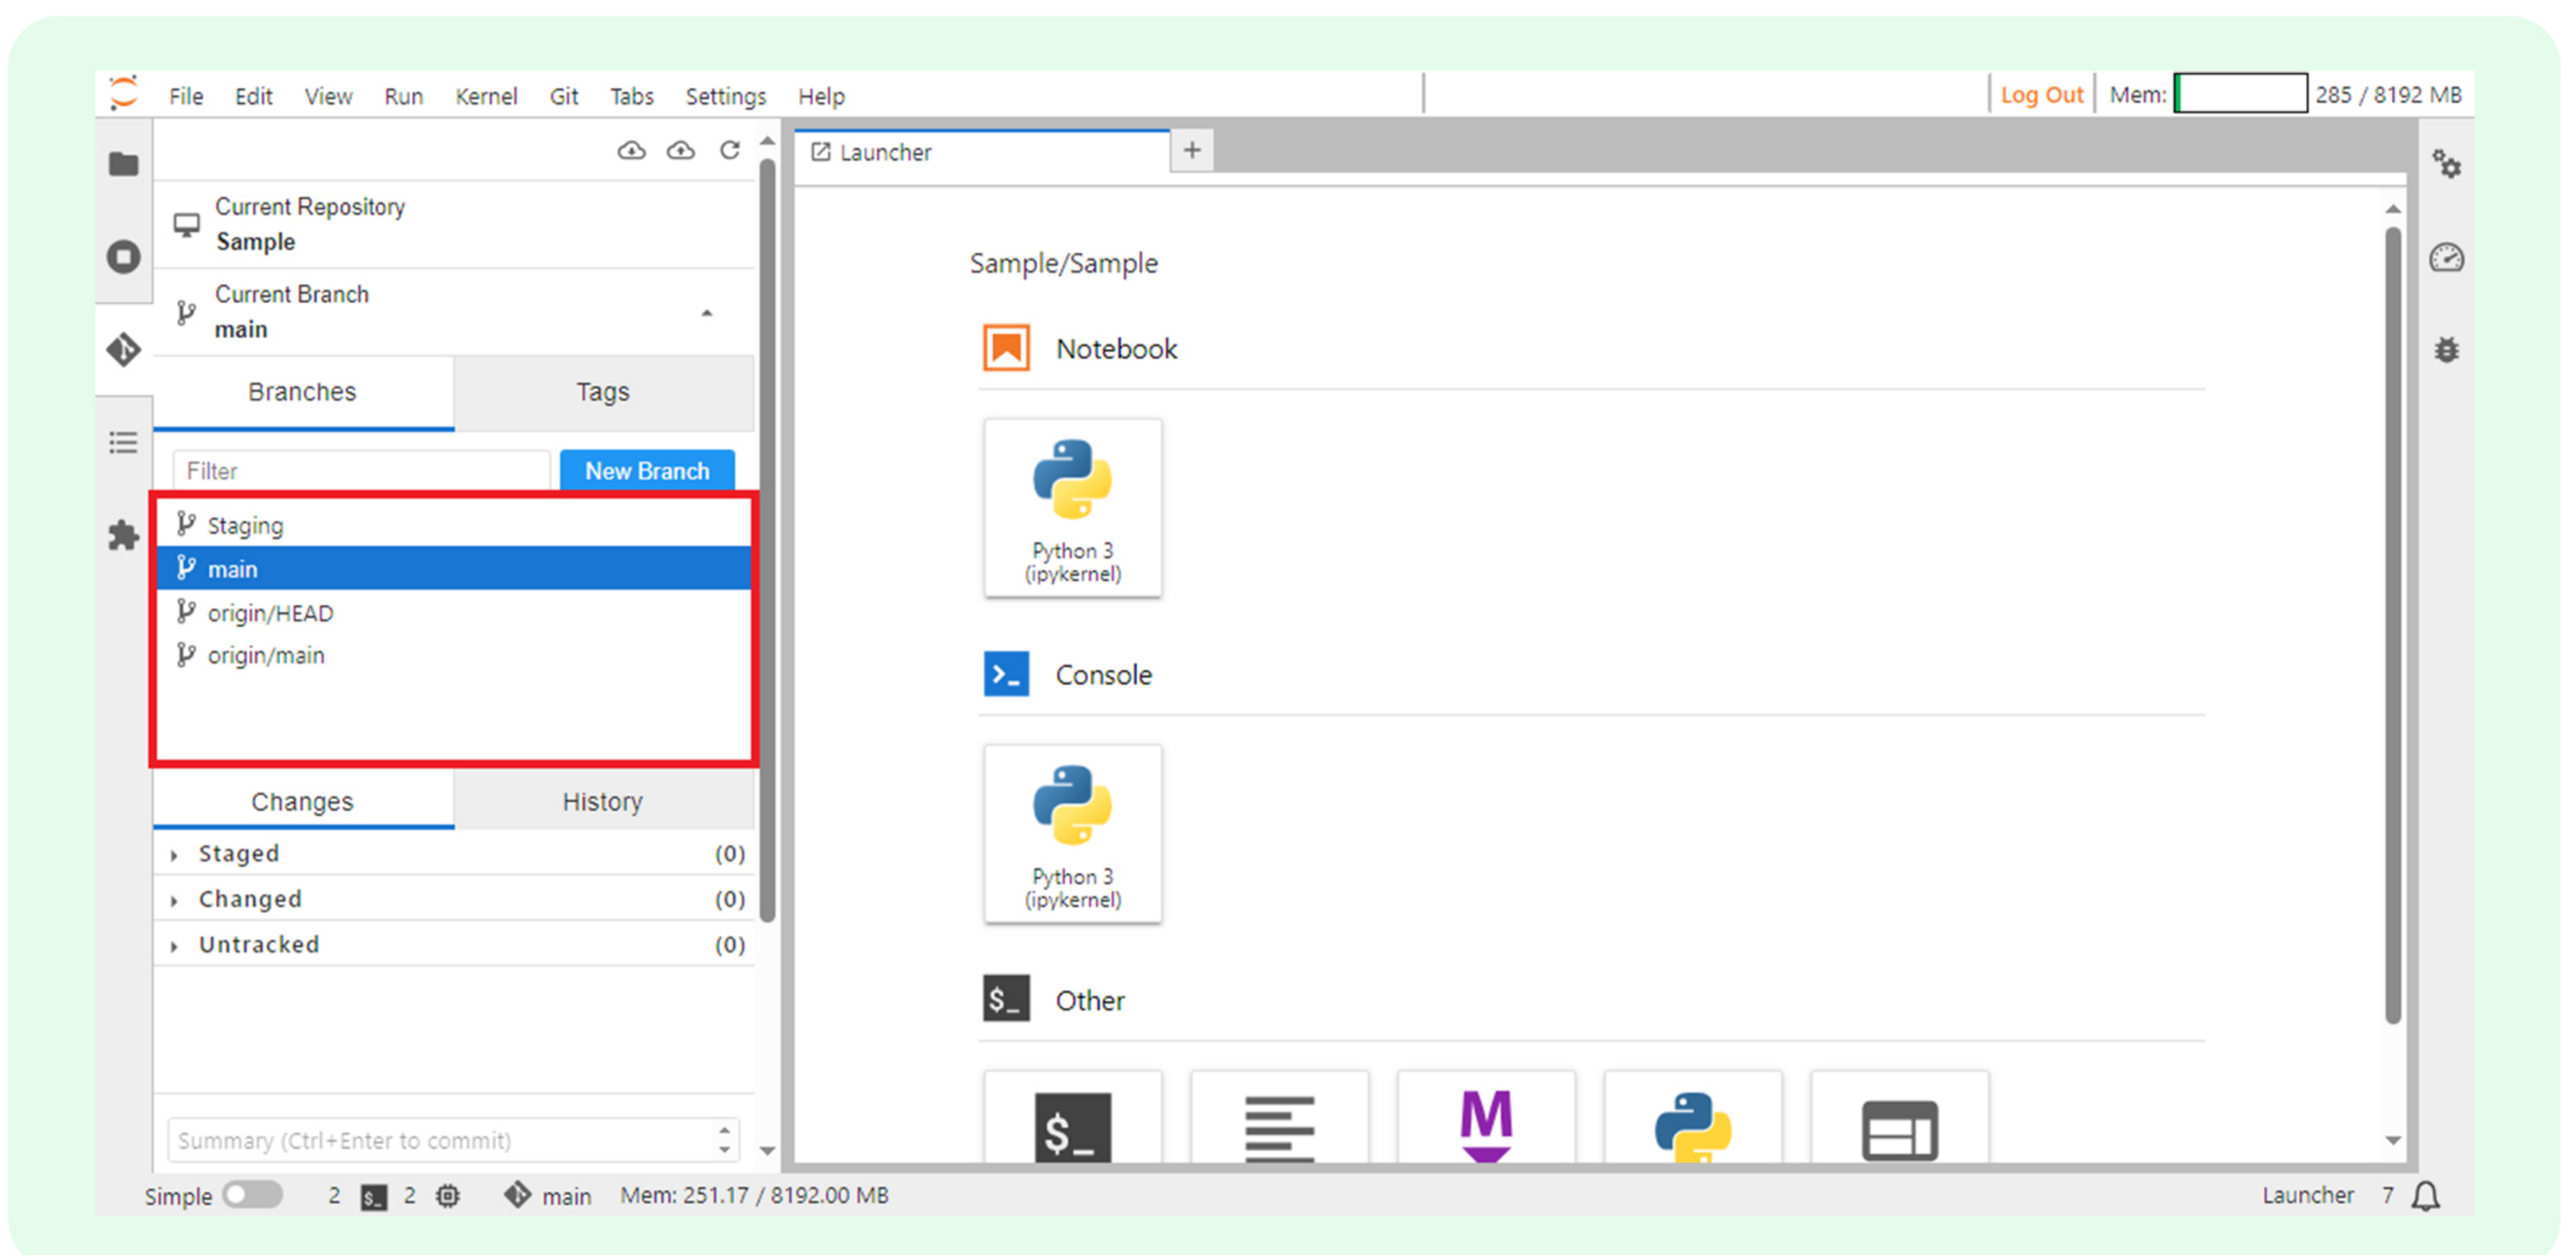 File Edit View Run Kernel Git Tabs Settings Help
Log Out Mem: 285 / 8192 MB
Launcher +
Current Repository
Sample
Current Branch
main
Branches Tags
Filter New Branch
Staging
main
origin/HEAD
origin/main
Changes History
Staged (0)
Changed (0)
Untracked (0)
Summary (Ctrl+Enter to commit)
Sample/Sample
Notebook
Python 3
(ipykernel)
Console
Python 3
(ipykernel)
$_ Other
$_
M
Simple 2 $_ 2 main Mem: 251.17 / 8192.00 MB
Launcher 7